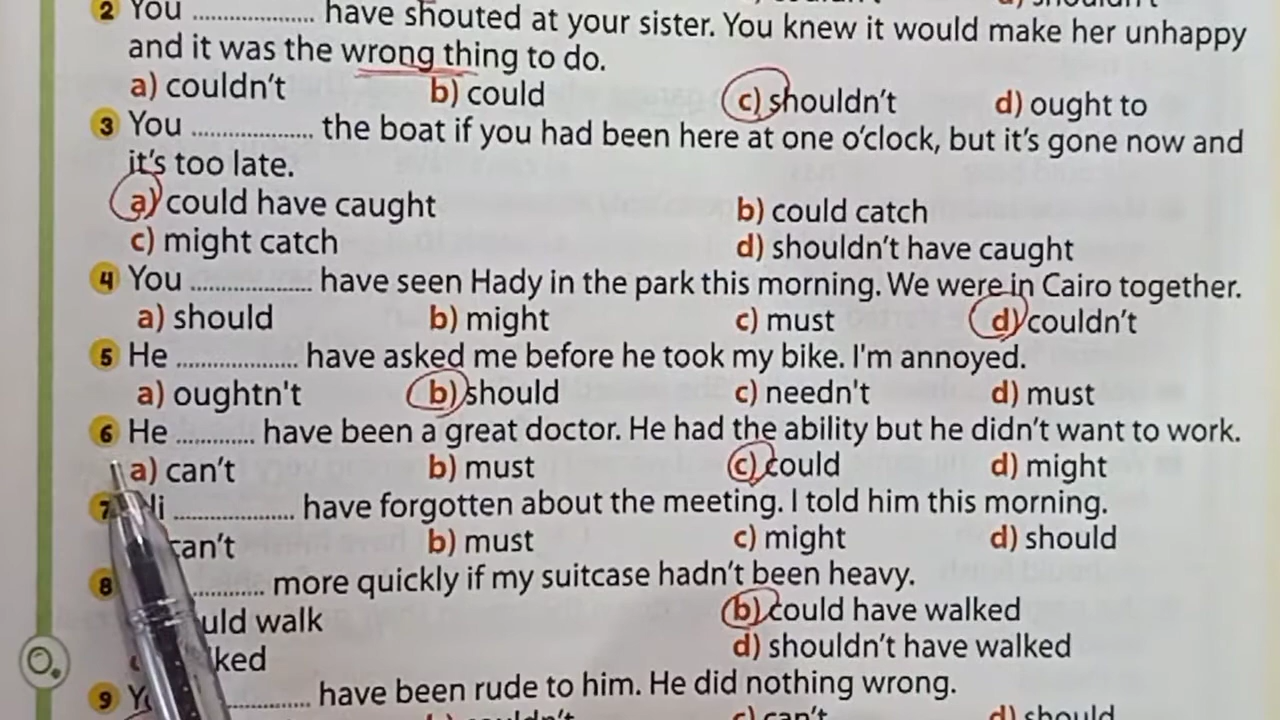 2 You .................... have shouted at your sister. You knew it would make her unhappy
and it was the wrong thing to do.
a) couldn't b) could c) shouldn't d) ought to
3 You .................... the boat if you had been here at one o'clock, but it's gone now and
it's too late.
a) could have caught b) could catch
c) might catch d) shouldn't have caught
4 You .................... have seen Hady in the park this morning. We were in Cairo together.
a) should b) might c) must d) couldn't
5 He .................... have asked me before he took my bike. I'm annoyed.
a) oughtn't b) should c) needn't d) must
6 He ............. have been a great doctor. He had the ability but he didn't want to work.
a) can't b) must c) could d) might
7 .................... have forgotten about the meeting. I told him this morning.
can't b) must c) might d) should
8 ............ more quickly if my suitcase hadn't been heavy.
walk b) could have walked
d) shouldn't have walked
9 ............. have been rude to him. He did nothing wrong.
c) can't d) should